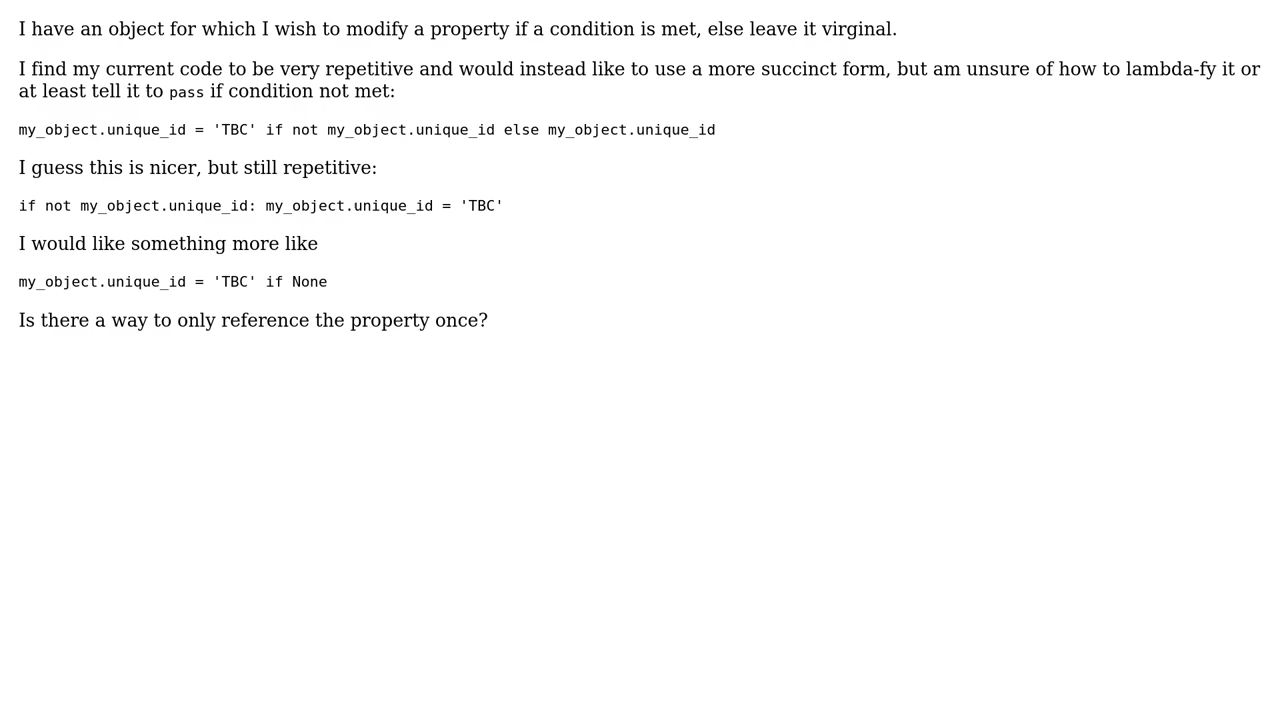 I have an object for which I wish to modify a property if a condition is met, else leave it virginal.
I find my current code to be very repetitive and would instead like to use a more succinct form, but am unsure of how to lambda-fy it or
at least tell it to pass if condition not met:
my_object.unique_id = 'TBC' if not my_object.unique_id else my_object.unique_id
I guess this is nicer, but still repetitive:
if not my_object.unique_id: my_object.unique_id = 'TBC'
I would like something more like
my_object.unique_id = 'TBC' if None
Is there a way to only reference the property once?